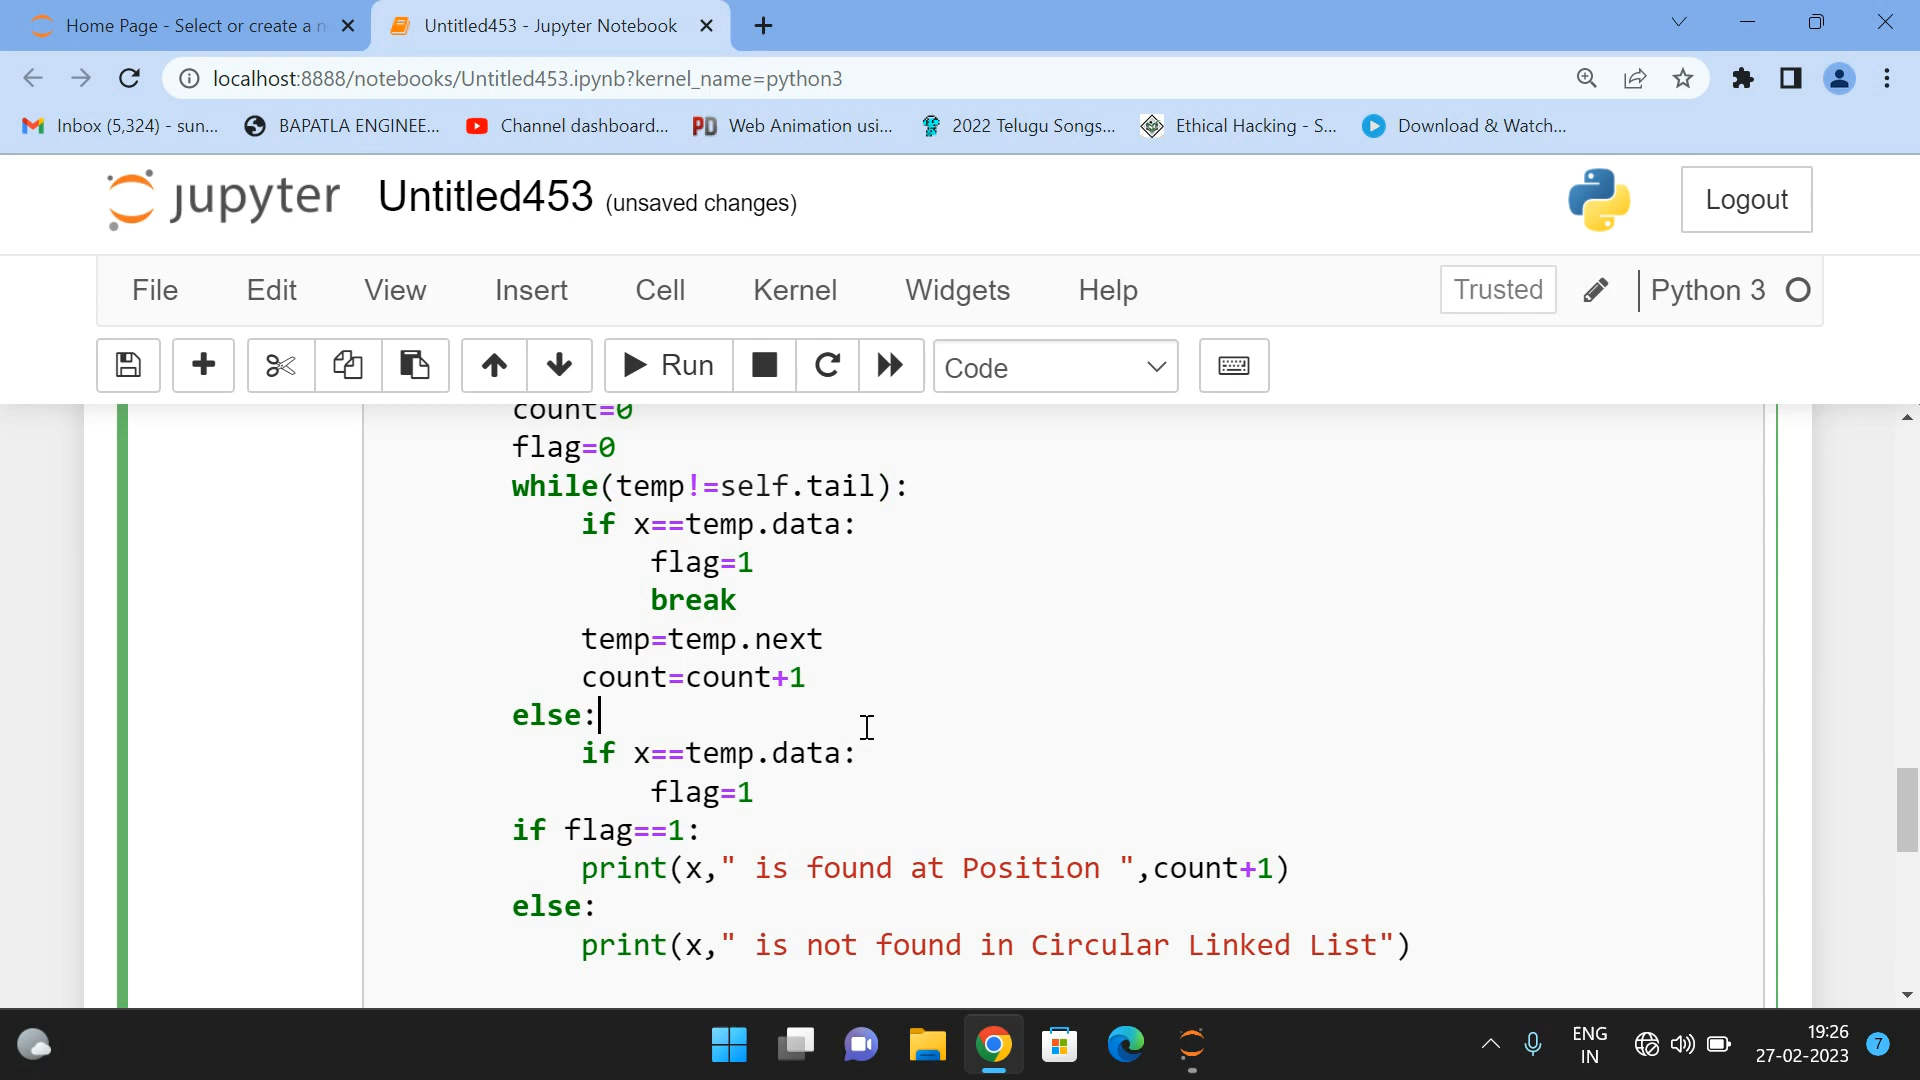 Home Page - Select or create a n
Untitled453 - Jupyter Notebook
localhost:8888/notebooks/Untitled453.ipynb?kernel_name=python3
Inbox (5,324) - sun...
BAPATLA ENGINEE...
Channel dashboard...
PD Web Animation usi...
2022 Telugu Songs...
Ethical Hacking - S...
Download & Watch...
jupyter Untitled453 (unsaved changes)
Logout
File Edit View Insert Cell Kernel Widgets Help Trusted Python 3
Run Code
count=0
flag=0
while(temp!=self.tail):
if x==temp.data:
flag=1
break
temp=temp.next
count=count+1
else:
if x==temp.data:
flag=1
if flag==1:
print(x," is found at Position ",count+1)
else:
print(x," is not found in Circular Linked List")
ENG
IN
19:26
27-02-2023
7